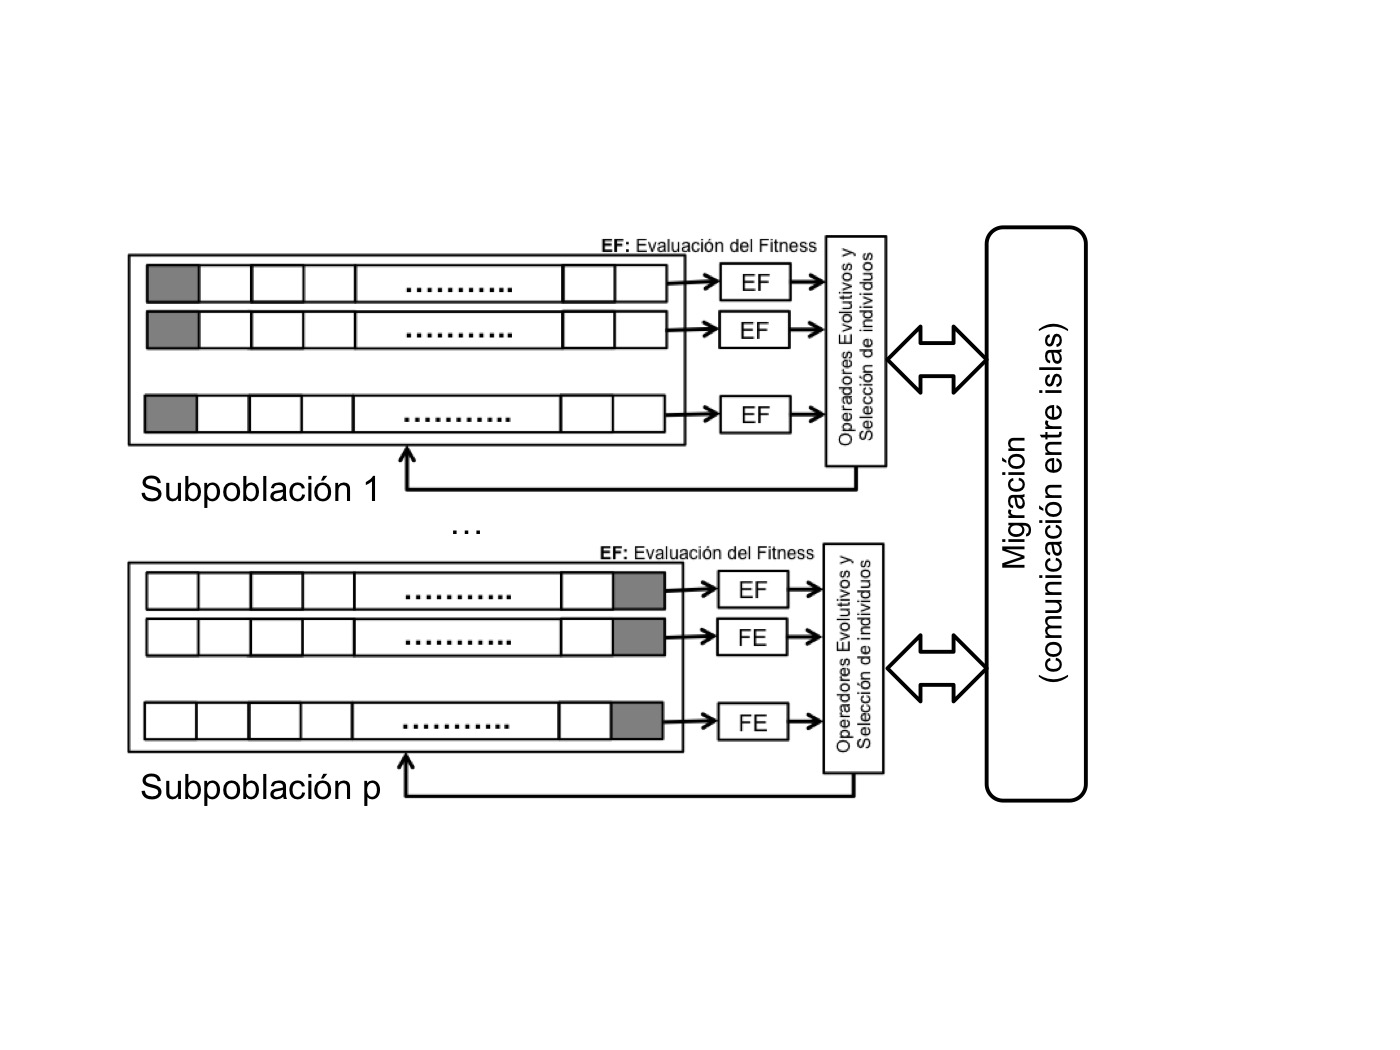 EF: Evaluación del Fitness
...........
EF
...........
EF
...........
EF
Operadores Evolutivos y
Selección de individuos
Subpoblación 1
...
EF: Evaluación del Fitness
...........
EF
...........
FE
...........
FE
Operadores Evolutivos y
Selección de individuos
Subpoblación p
Migración
(comunicación entre islas)